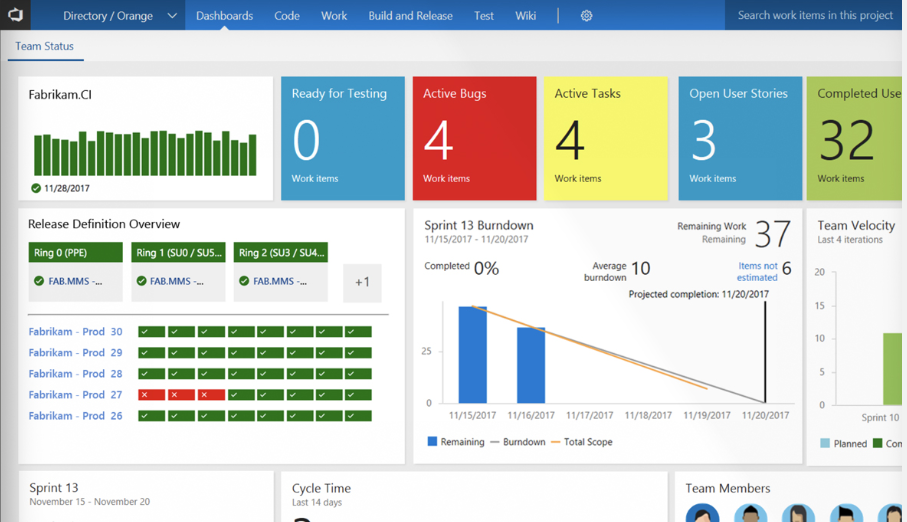 Directory / Orange
Dashboards
Code
Work
Build and Release
Test
Wiki
Search work items in this project
Team Status
Fabrikam.CI
11/28/2017
Ready for Testing
0
Work items
Active Bugs
4
Work items
Active Tasks
4
Work items
Open User Stories
3
Work items
Completed Use
32
Work items
Release Definition Overview
Ring 0 (PPE)
FAB.MMS -...
Ring 1 (SU0 / SU5...
FAB.MMS -...
Ring 2 (SU3 / SU4...
FAB.MMS -...
+1
Fabrikam - Prod 30
Fabrikam - Prod 29
Fabrikam - Prod 28
Fabrikam - Prod 27
Fabrikam - Prod 26
Sprint 13 Burndown
11/15/2017 - 11/20/2017
Remaining Work
Remaining
37
Completed 0%
Average
burndown
10
Items not
estimated
6
Projected completion: 11/20/2017
25
0
11/15/2017
11/16/2017
11/17/2017
11/18/2017
11/19/2017
11/20/2017
Remaining
Burndown
Total Scope
Team Velocity
Last 4 iterations
20
15
10
5
0
Sprint 10
Planned
Con
Sprint 13
November 15 - November 20
Cycle Time
Last 14 days
Team Members